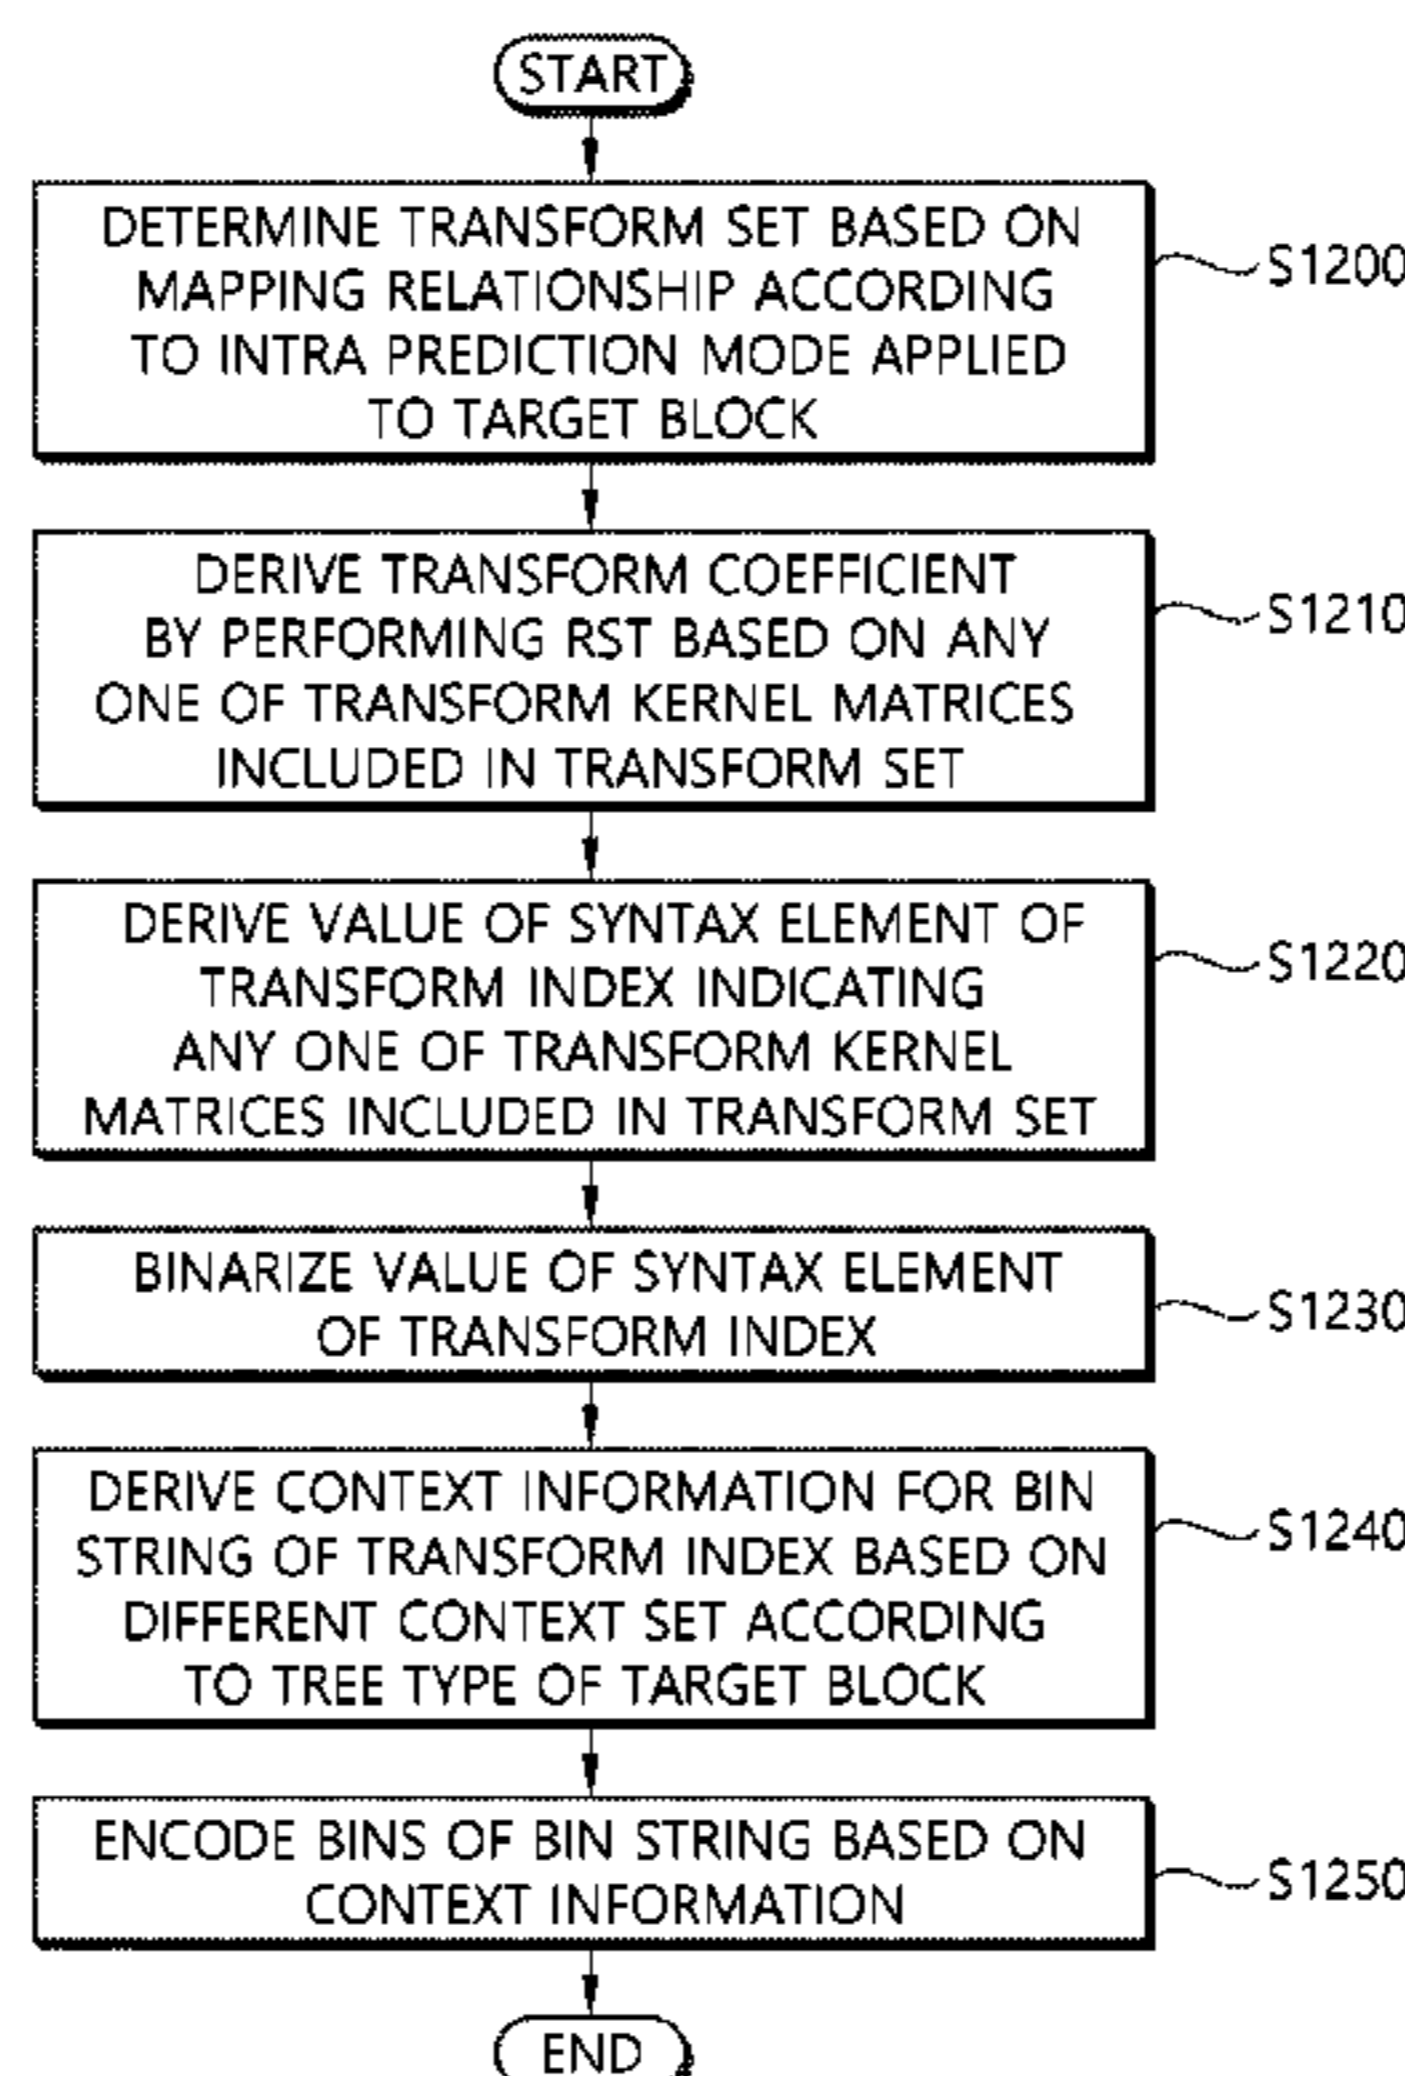 START
DETERMINE TRANSFORM SET BASED ON
MAPPING RELATIONSHIP ACCORDING
TO INTRA PREDICTION MODE APPLIED
TO TARGET BLOCK
S1200
DERIVE TRANSFORM COEFFICIENT
BY PERFORMING RST BASED ON ANY
ONE OF TRANSFORM KERNEL MATRICES
INCLUDED IN TRANSFORM SET
S1210
DERIVE VALUE OF SYNTAX ELEMENT OF
TRANSFORM INDEX INDICATING
ANY ONE OF TRANSFORM KERNEL
MATRICES INCLUDED IN TRANSFORM SET
S1220
BINARIZE VALUE OF SYNTAX ELEMENT
OF TRANSFORM INDEX
S1230
DERIVE CONTEXT INFORMATION FOR BIN
STRING OF TRANSFORM INDEX BASED ON
DIFFERENT CONTEXT SET ACCORDING
TO TREE TYPE OF TARGET BLOCK
S1240
ENCODE BINS OF BIN STRING BASED ON
CONTEXT INFORMATION
S1250
END